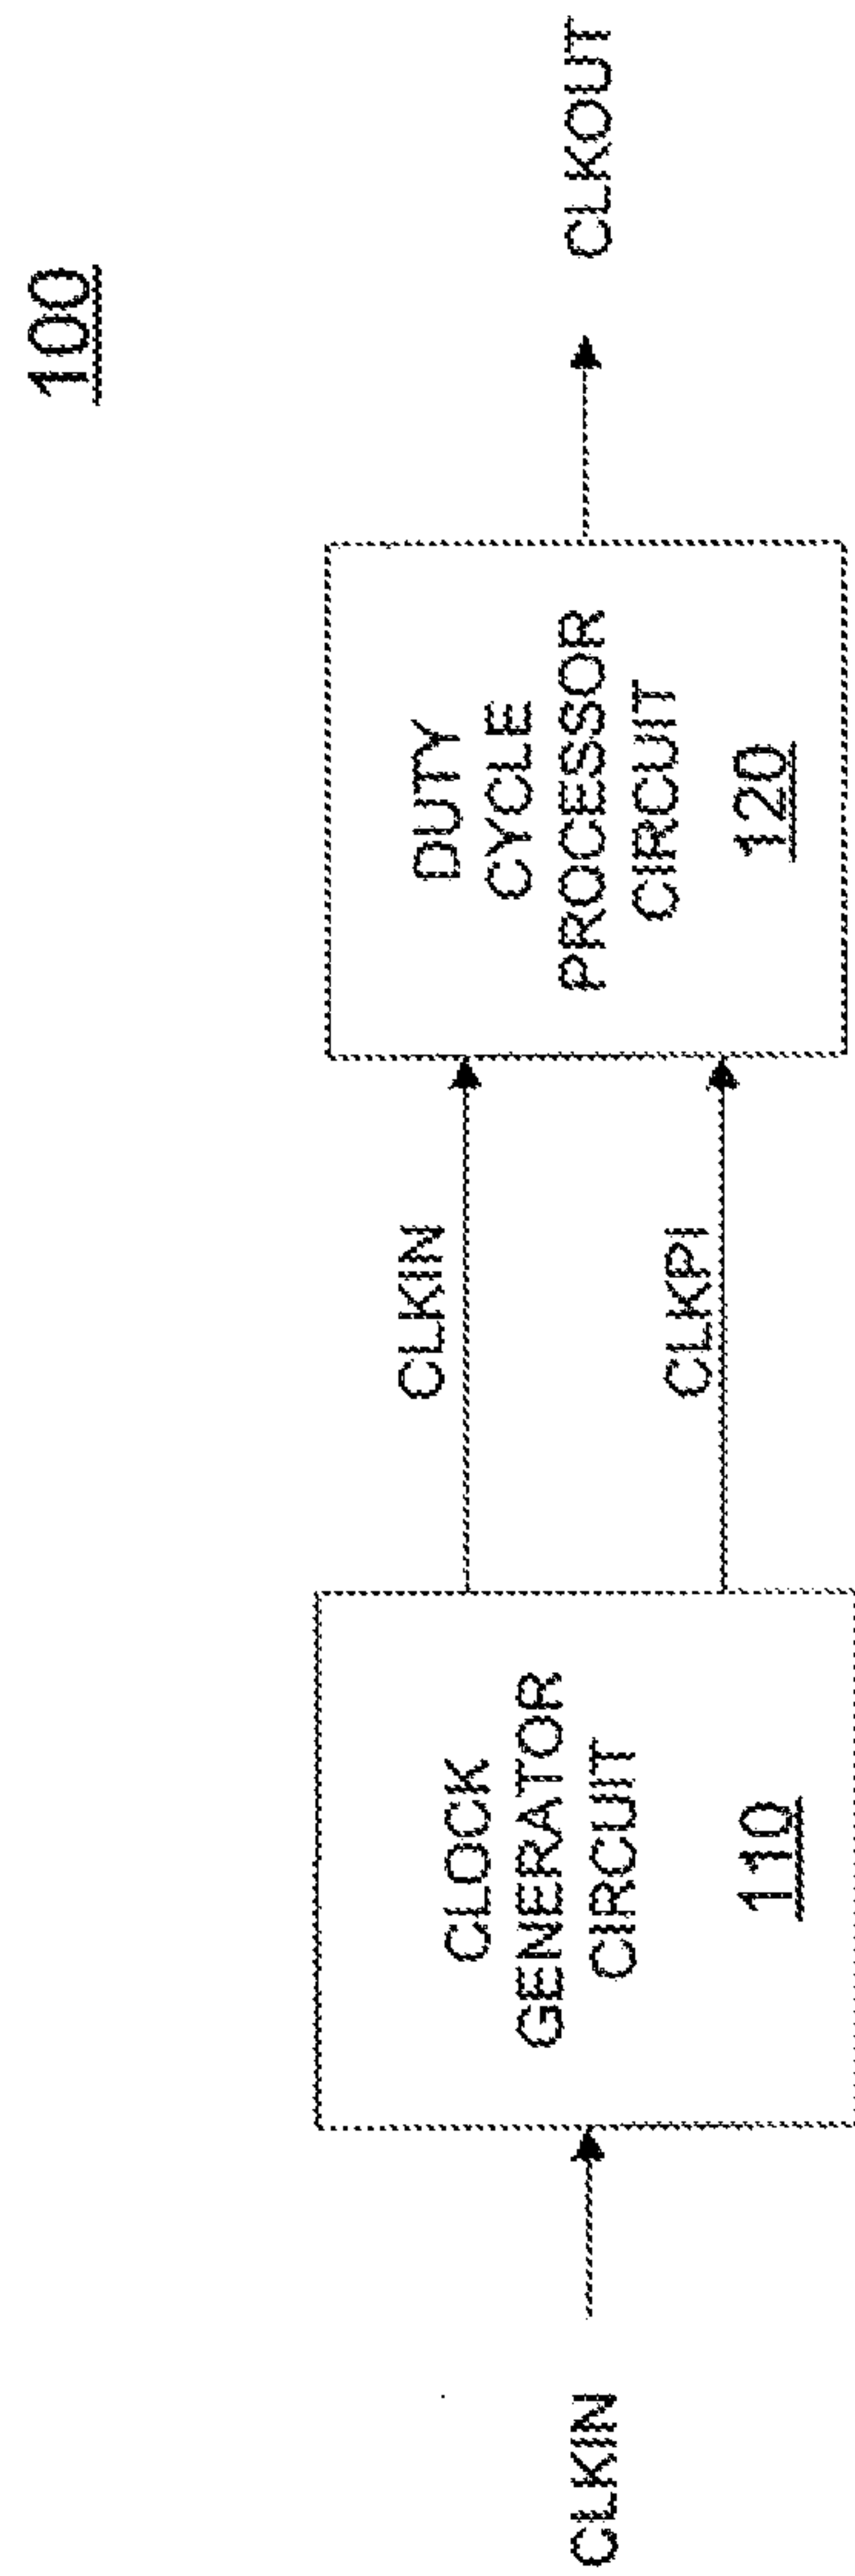 100
CLKIN
CLOCK
GENERATOR
CIRCUIT
110
CLKIN
CLKPI
DUTY
CYCLE
PROCESSOR
CIRCUIT
120
CLKOUT